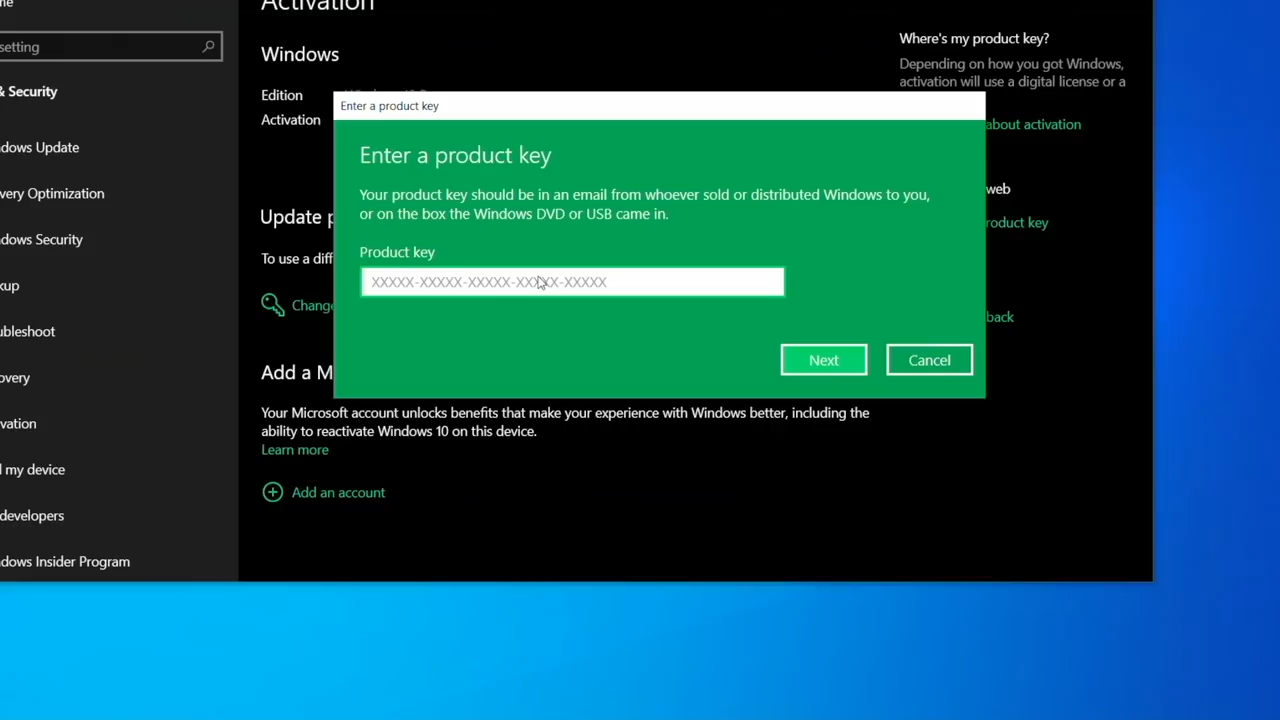 me
Activation
setting
& Security
dows Update
very Optimization
dows Security
kup
ubleshoot
overy
vation
my device
developers
dows Insider Program
Windows
Edition
Activation
Update p
To use a diff
Change
Add a M
Your Microsoft account unlocks benefits that make your experience with Windows better, including the
ability to reactivate Windows 10 on this device.
Learn more
Add an account
Enter a product key
Enter a product key
Your product key should be in an email from whoever sold or distributed Windows to you,
or on the box the Windows DVD or USB came in.
Product key
XXXXX-XXXXX-XXXXX-XXXXX-XXXXX
Next
Cancel
Where's my product key?
Depending on how you got Windows,
activation will use a digital license or a
about activation
web
roduct key
back